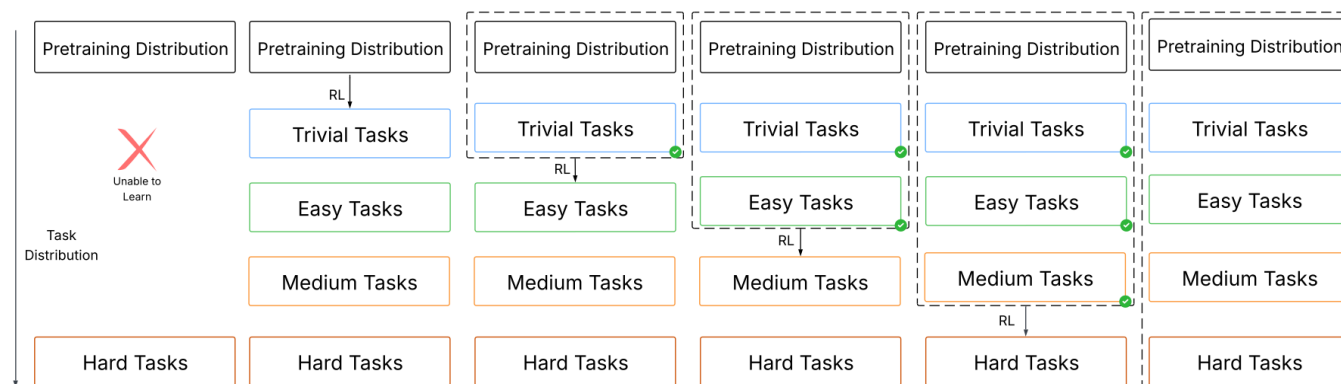 Pretraining Distribution
Pretraining Distribution
Pretraining Distribution
Pretraining Distribution
Pretraining Distribution
Pretraining Distribution
RL
Trivial Tasks
Trivial Tasks
Trivial Tasks
Trivial Tasks
Trivial Tasks
Unable to
Learn
RL
Easy Tasks
Easy Tasks
Easy Tasks
Easy Tasks
Easy Tasks
Task
Distribution
RL
Medium Tasks
Medium Tasks
Medium Tasks
Medium Tasks
Medium Tasks
RL
Hard Tasks
Hard Tasks
Hard Tasks
Hard Tasks
Hard Tasks
Hard Tasks